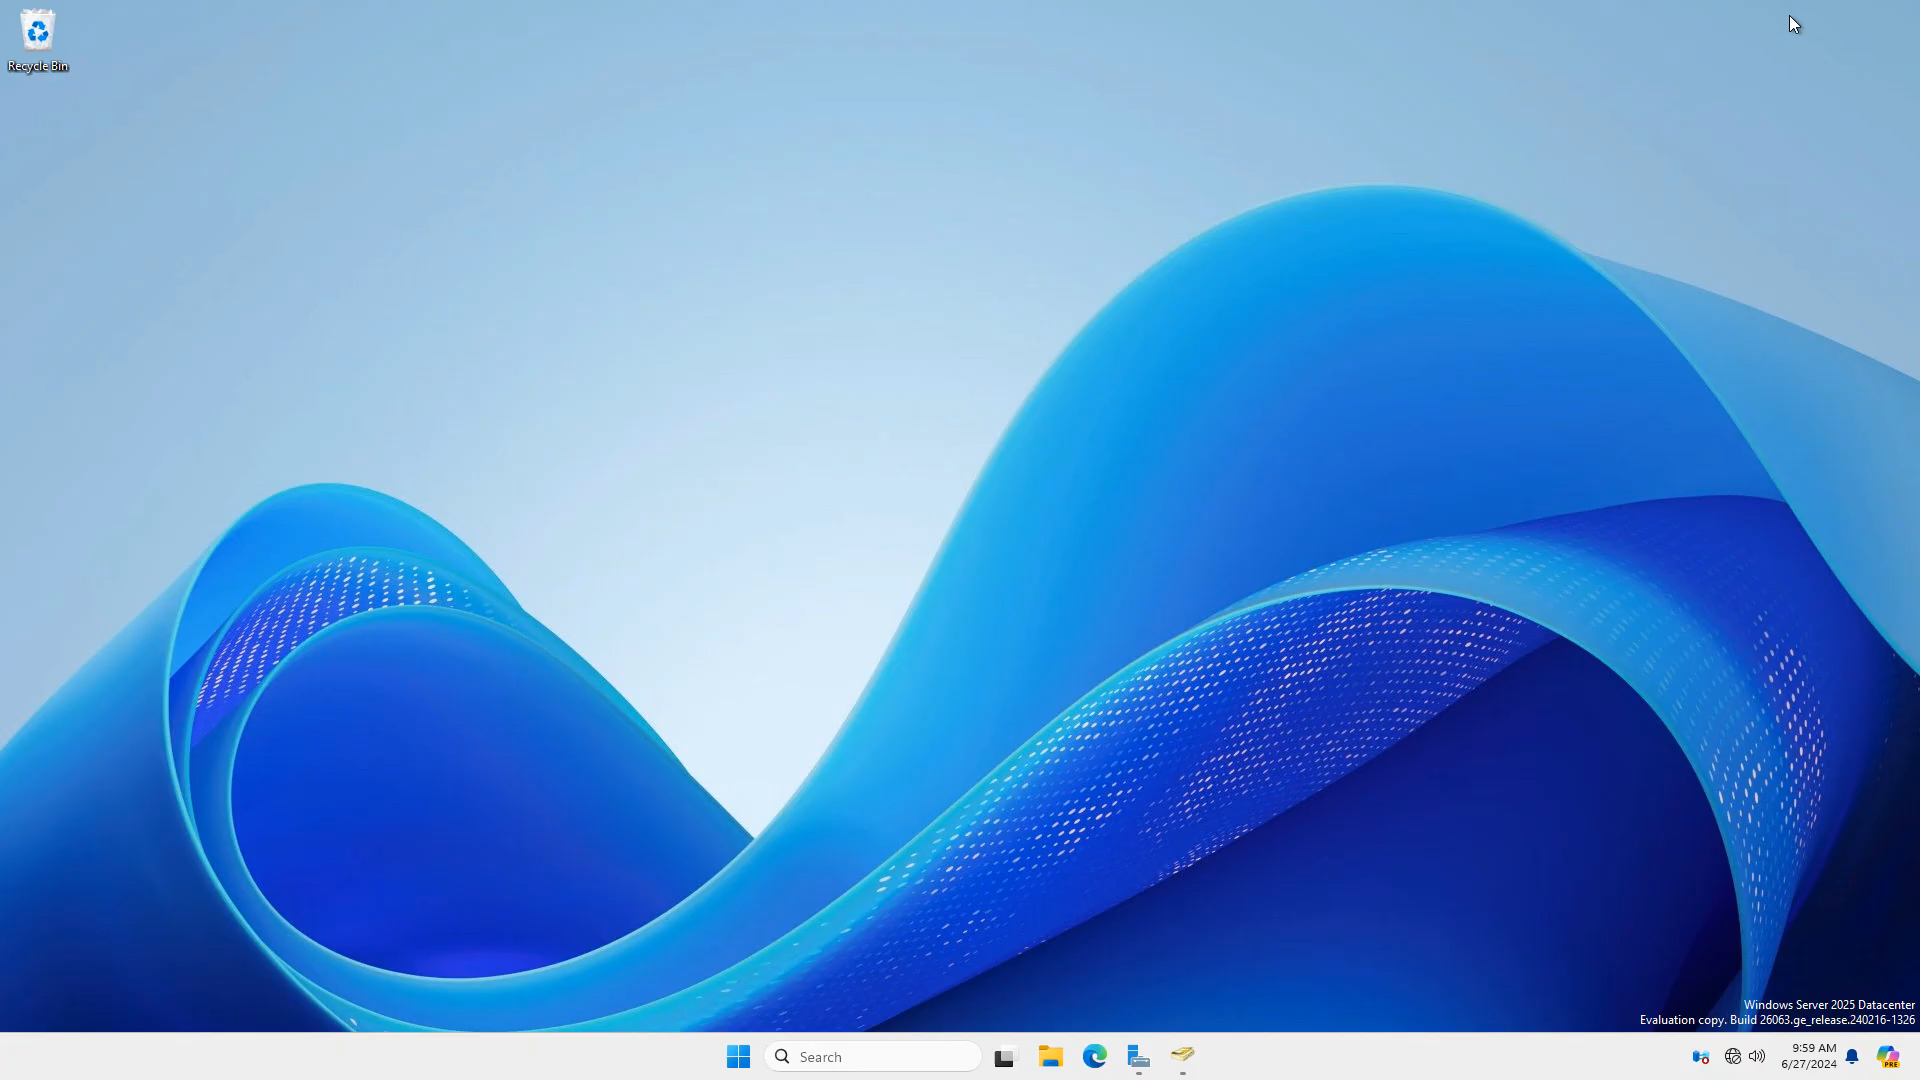 Recycle Bin
Windows Server 2025 Datacenter
Evaluation copy. Build 26063.ge_release.240216-1326
Search
9:59 AM
6/27/2024
PRE